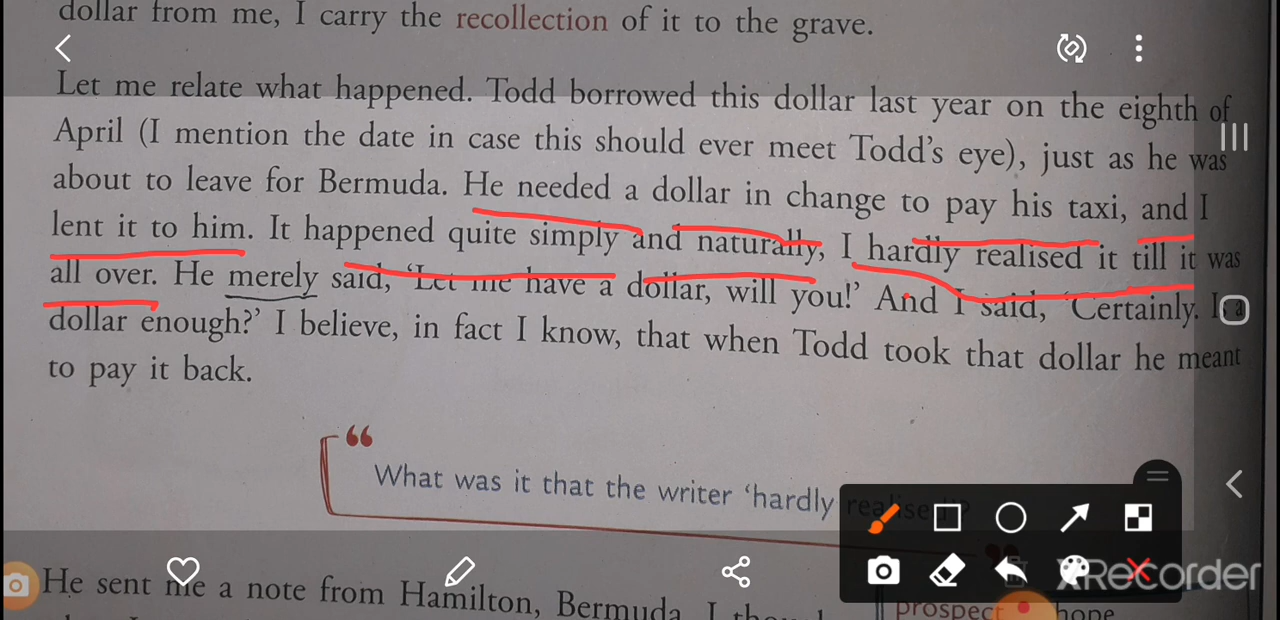 dollar from me, I carry the recollection of it to the grave.
Let me relate what happened. Todd borrowed this dollar last year on the eighth of
April (I mention the date in case this should ever meet Todd's eye), just as he was
about to leave for Bermuda. He needed a dollar in change to pay his taxi, and I
lent it to him. It happened quite simply and naturally, I hardly realised it till it was
all over. He merely said, 'Let me have a dollar, will you!' And I said, 'Certainly. Is a
dollar enough?' I believe, in fact I know, that when Todd took that dollar he meant
to pay it back.
“
What was it that the writer 'hardly realised'?
He sent me a note from Hamilton, Bermuda. I
prospect hope
XRecorder